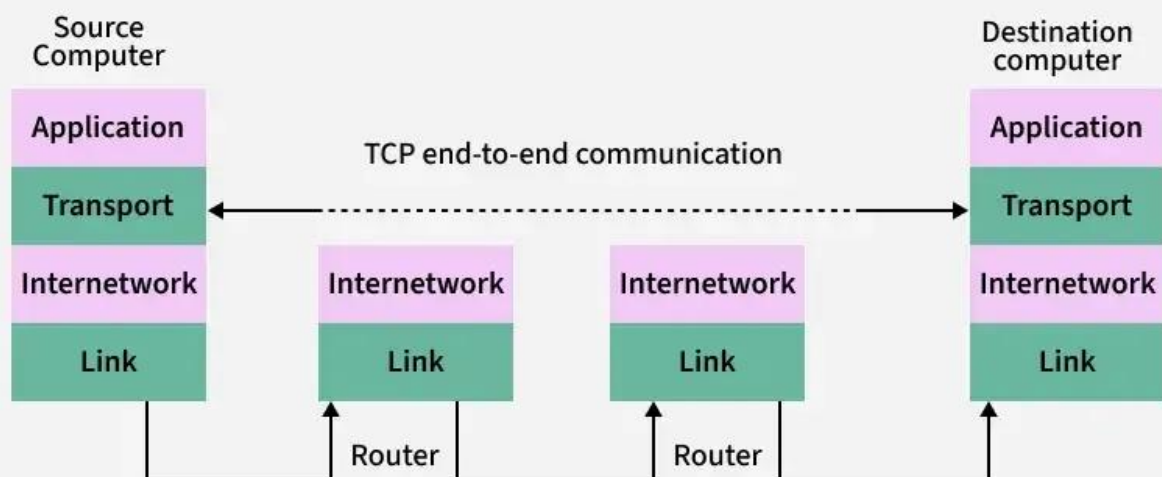 Source
Computer
Destination
computer
Application
Application
TCP end-to-end communication
Transport
Transport
Internetwork
Internetwork
Internetwork
Internetwork
Link
Link
Link
Link
Router
Router